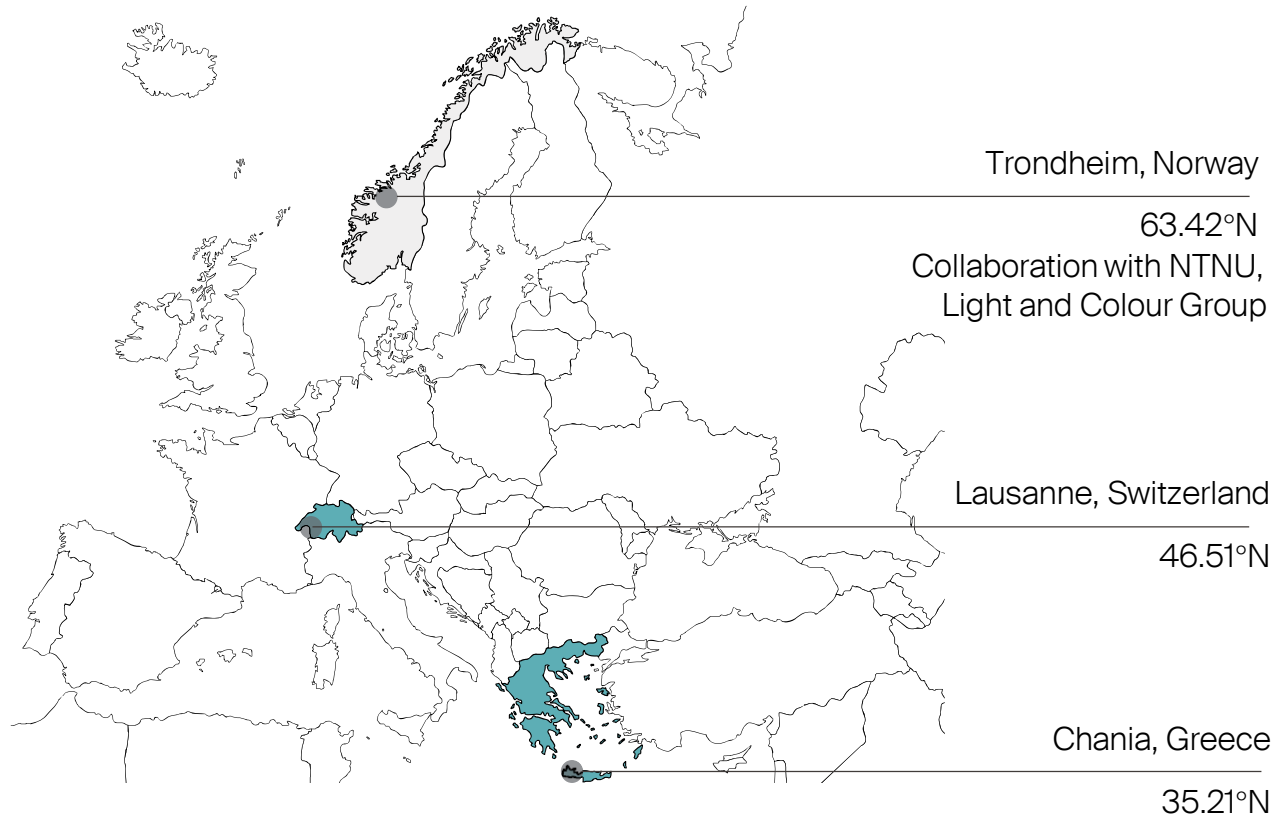 Trondheim, Norway
63.42°N
Collaboration with NTNU,
Light and Colour Group
Lausanne, Switzerland
46.51°N
Chania, Greece
35.21°N